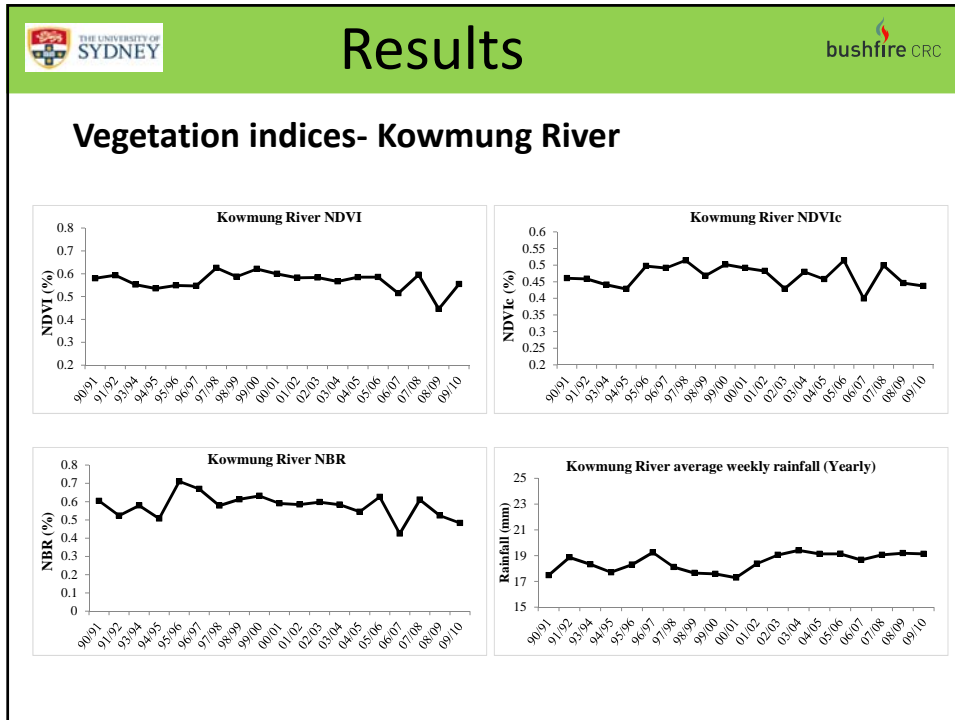 THE UNIVERSITY OF
SYDNEY
Results
bushfire CRC
Vegetation indices- Kowmung River
Kowmung River NDVI
NDVI (%)
0.8
0.7
0.6
0.5
0.4
0.3
0.2
90/91 91/92 93/94 94/95 95/96 96/97 97/98 98/99 99/00 00/01 01/02 02/03 03/04 04/05 05/06 06/07 07/08 08/09 09/10
Kowmung River NDVIc
NDVIc (%)
0.6
0.55
0.5
0.45
0.4
0.35
0.3
0.25
0.2
90/91 91/92 93/94 94/95 95/96 96/97 97/98 98/99 99/00 00/01 01/02 02/03 03/04 04/05 05/06 06/07 07/08 08/09 09/10
Kowmung River NBR
NBR (%)
0.8
0.7
0.6
0.5
0.4
0.3
0.2
0.1
0
90/91 91/92 93/94 94/95 95/96 96/97 97/98 98/99 99/00 00/01 01/02 02/03 03/04 04/05 05/06 06/07 07/08 08/09 09/10
Kowmung River average weekly rainfall (Yearly)
Rainfall (mm)
25
23
21
19
17
15
90/91 91/92 93/94 94/95 95/96 96/97 97/98 98/99 99/00 00/01 01/02 02/03 03/04 04/05 05/06 06/07 07/08 08/09 09/10